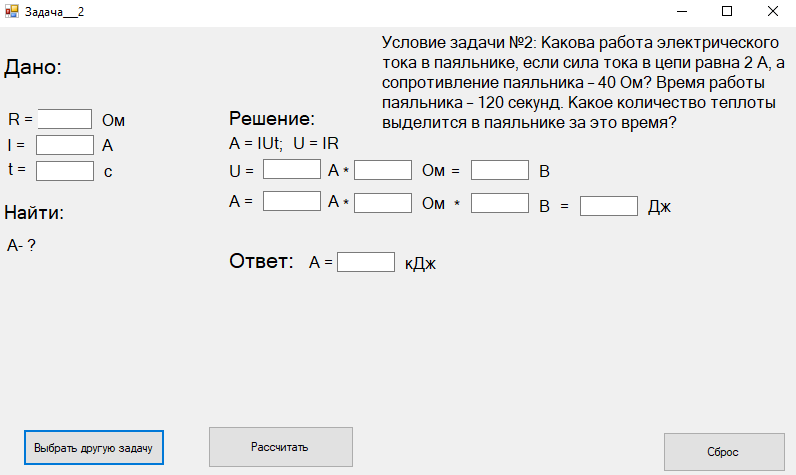 Задача__2
Условие задачи №2: Какова работа электрического
тока в паяльнике, если сила тока в цепи равна 2 А, а
сопротивление паяльника – 40 Ом? Время работы
паяльника – 120 секунд. Какое количество теплоты
выделится в паяльнике за это время?
Дано:
R = Ом
I = А
t = с
Найти:
А- ?
Решение:
A = IUt; U = IR
U = А * Ом = В
А = А * Ом * В = Дж
Ответ: А = кДж
Выбрать другую задачу
Рассчитать
Сброс